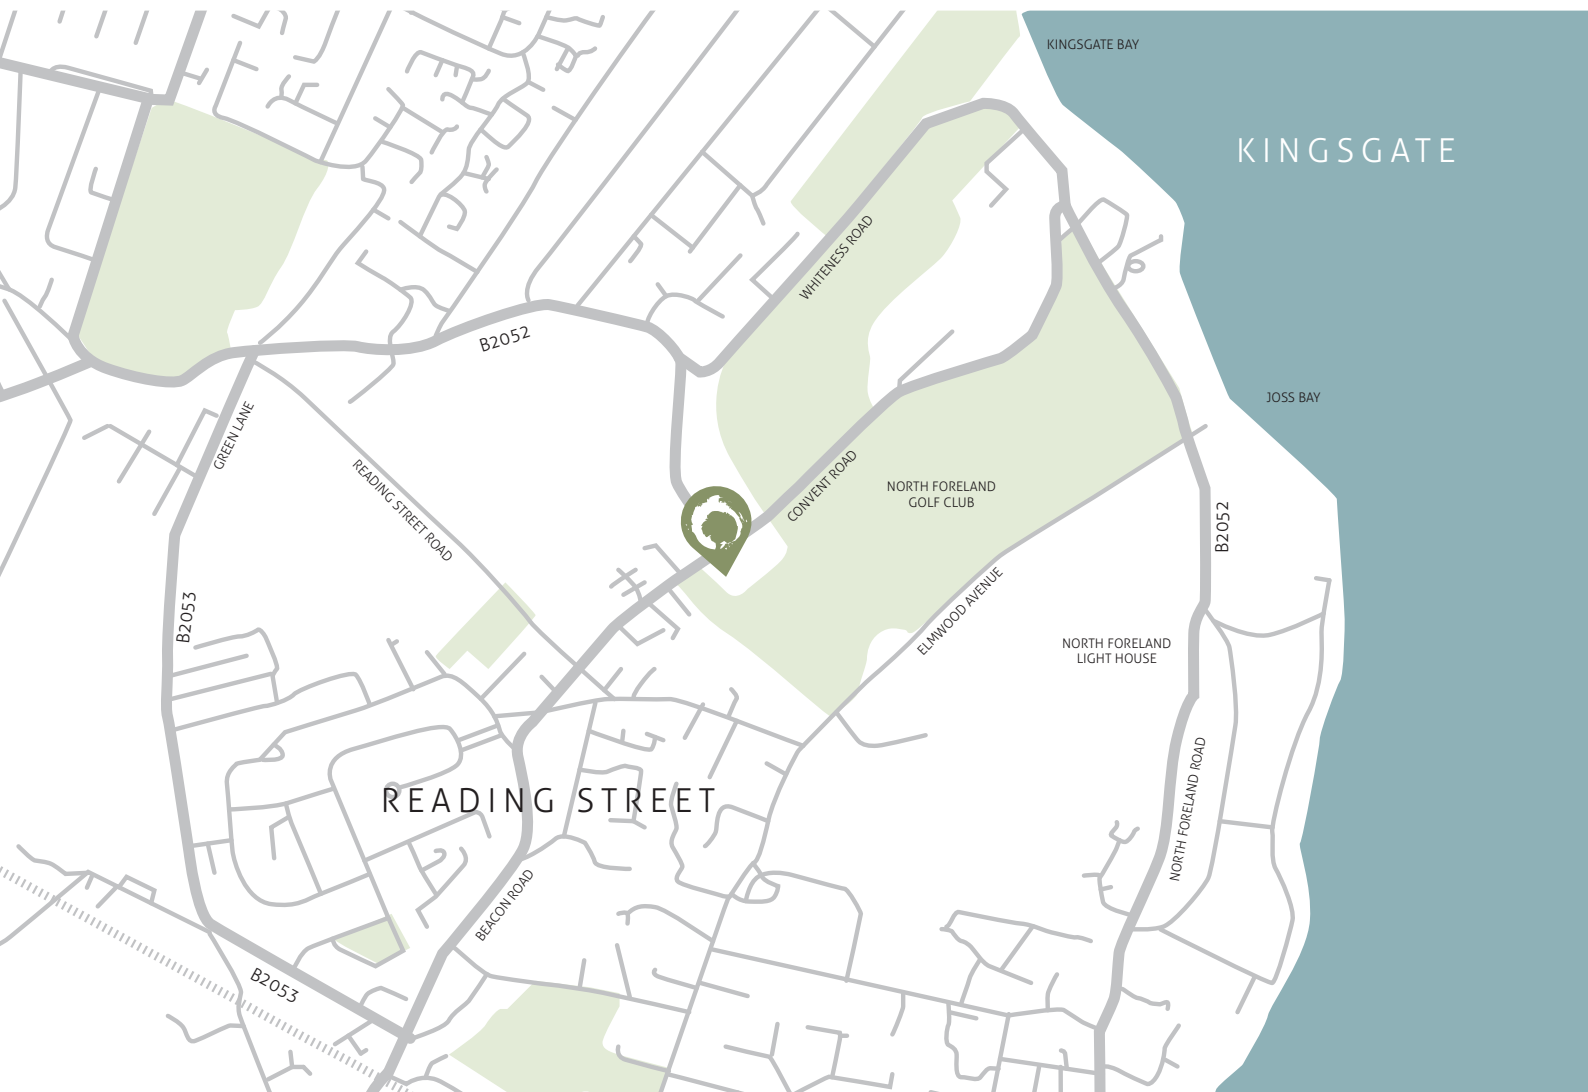 KINGSGATE BAY
KINGSGATE
WHITENESS ROAD
B2052
JOSS BAY
GREEN LANE
READING STREET ROAD
CONVENT ROAD
NORTH FORELAND
GOLF CLUB
B2052
B2053
ELMWOOD AVENUE
NORTH FORELAND
LIGHT HOUSE
READING STREET
NORTH FORELAND ROAD
BEACON ROAD
B2053